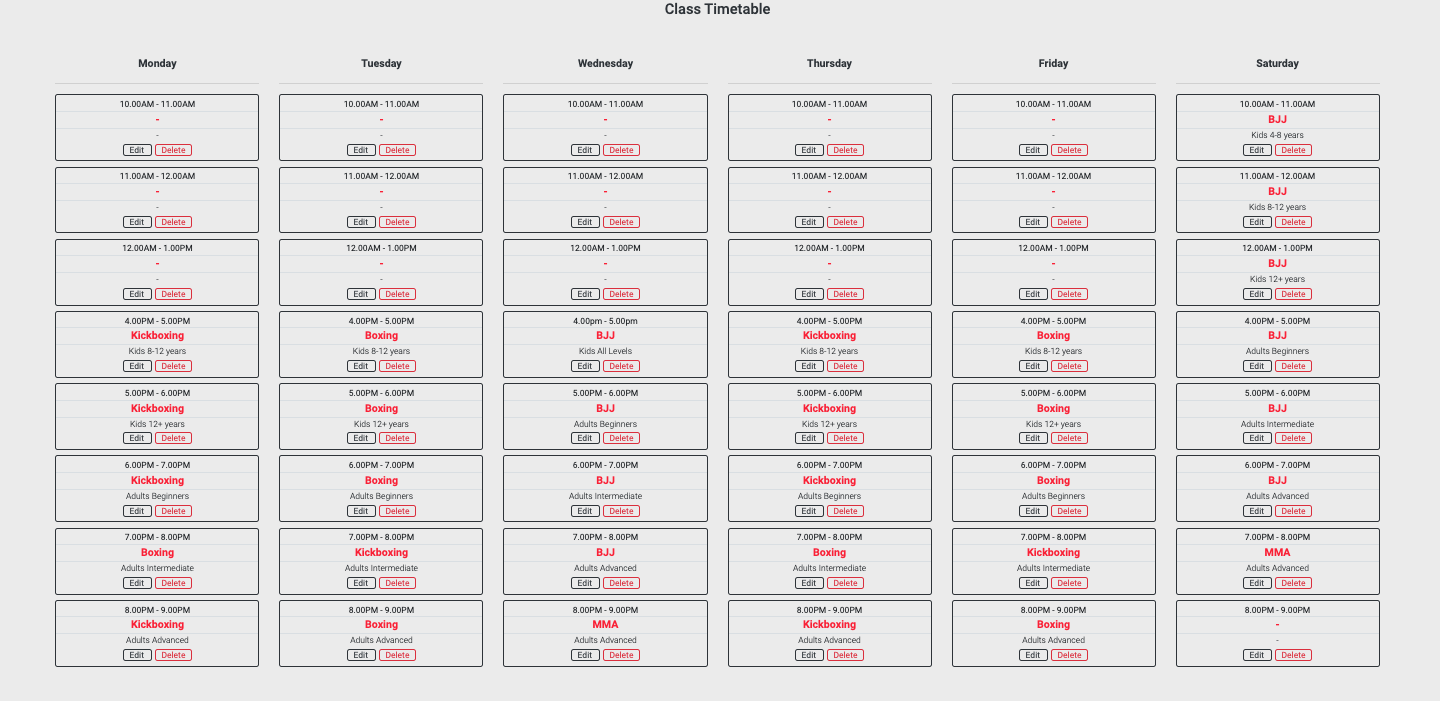 Class Timetable
Monday Tuesday Wednesday Thursday Friday Saturday
10.00AM - 11.00AM 10.00AM - 11.00AM 10.00AM - 11.00AM 10.00AM - 11.00AM 10.00AM - 11.00AM 10.00AM - 11.00AM
- - - - - BJJ
- - - - - Kids 4-8 years
Edit Delete Edit Delete Edit Delete Edit Delete Edit Delete Edit Delete
11.00AM - 12.00AM 11.00AM - 12.00AM 11.00AM - 12.00AM 11.00AM - 12.00AM 11.00AM - 12.00AM 11.00AM - 12.00AM
- - - - - BJJ
- - - - - Kids 8-12 years
Edit Delete Edit Delete Edit Delete Edit Delete Edit Delete Edit Delete
12.00AM - 1.00PM 12.00AM - 1.00PM 12.00AM - 1.00PM 12.00AM - 1.00PM 12.00AM - 1.00PM 12.00AM - 1.00PM
- - - - - BJJ
- - - - - Kids 12+ years
Edit Delete Edit Delete Edit Delete Edit Delete Edit Delete Edit Delete
4.00PM - 5.00PM 4.00PM - 5.00PM 4.00pm - 5.00pm 4.00PM - 5.00PM 4.00PM - 5.00PM 4.00PM - 5.00PM
Kickboxing Boxing BJJ Kickboxing Boxing BJJ
Kids 8-12 years Kids 8-12 years Kids All Levels Kids 8-12 years Kids 8-12 years Adults Beginners
Edit Delete Edit Delete Edit Delete Edit Delete Edit Delete Edit Delete
5.00PM - 6.00PM 5.00PM - 6.00PM 5.00PM - 6.00PM 5.00PM - 6.00PM 5.00PM - 6.00PM 5.00PM - 6.00PM
Kickboxing Boxing BJJ Kickboxing Boxing BJJ
Kids 12+ years Kids 12+ years Adults Beginners Kids 12+ years Kids 12+ years Adults Intermediate
Edit Delete Edit Delete Edit Delete Edit Delete Edit Delete Edit Delete
6.00PM - 7.00PM 6.00PM - 7.00PM 6.00PM - 7.00PM 6.00PM - 7.00PM 6.00PM - 7.00PM 6.00PM - 7.00PM
Kickboxing Boxing BJJ Kickboxing Boxing BJJ
Adults Beginners Adults Beginners Adults Intermediate Adults Beginners Adults Beginners Adults Advanced
Edit Delete Edit Delete Edit Delete Edit Delete Edit Delete Edit Delete
7.00PM - 8.00PM 7.00PM - 8.00PM 7.00PM - 8.00PM 7.00PM - 8.00PM 7.00PM - 8.00PM 7.00PM - 8.00PM
Boxing Kickboxing BJJ Boxing Kickboxing MMA
Adults Intermediate Adults Intermediate Adults Advanced Adults Intermediate Adults Intermediate Adults Advanced
Edit Delete Edit Delete Edit Delete Edit Delete Edit Delete Edit Delete
8.00PM - 9.00PM 8.00PM - 9.00PM 8.00PM - 9.00PM 8.00PM - 9.00PM 8.00PM - 9.00PM 8.00PM - 9.00PM
Kickboxing Boxing MMA Kickboxing Boxing -
Adults Advanced Adults Advanced Adults Advanced Adults Advanced Adults Advanced -
Edit Delete Edit Delete Edit Delete Edit Delete Edit Delete Edit Delete